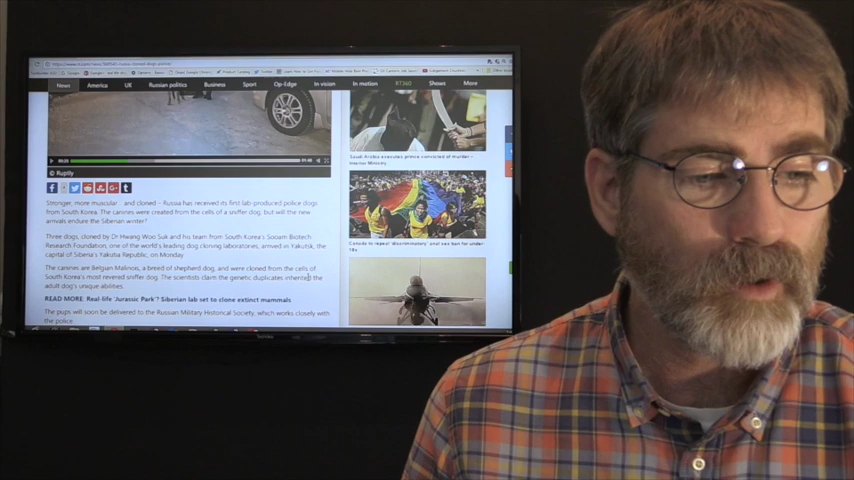 News America UK Russian politics Business Sport Op-Edge In vision In motion RT360 Shows More
© Ruptly
Stronger, more muscular... and cloned – Russia has received its first lab-produced police dogs
from South Korea. The canines were created from the cells of a sniffer dog, but will the new
arrivals endure the Siberian winter?
Three dogs, cloned by Dr Hwang Woo Suk and his team from South Korea's Sooam Biotech
Research Foundation, one of the world's leading dog cloning laboratories, arrived in Yakutsk, the
capital of Siberia's Yakutia Republic, on Monday
The canines are Belgian Malinois, a breed of shepherd dog, and were cloned from the cells of
South Korea's most revered sniffer dog. The scientists claim the genetic duplicates inherited the
adult dog's unique abilities.
READ MORE: Real-life 'Jurassic Park'? Siberian lab set to clone extinct mammals
The pups will soon be delivered to the Russian Military Historical Society, which works closely with
the police
Saudi Arabia executes prince convicted of murder –
Interior Ministry
Canada to repeal 'discriminatory' anal sex ban for under-
18s